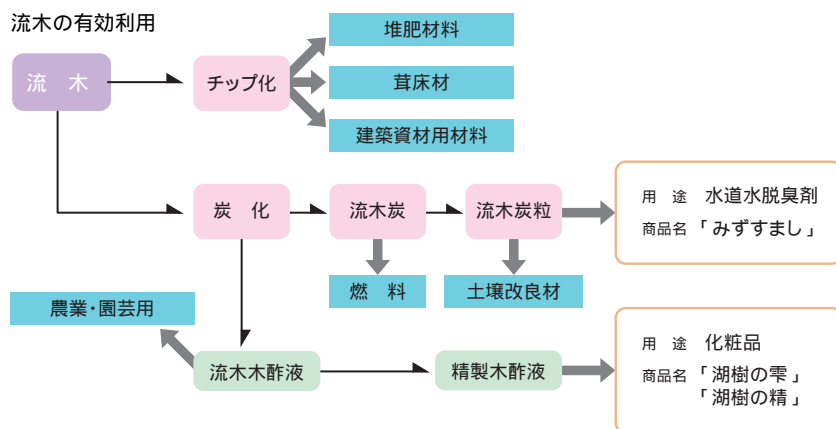 流木の有効利用
流 木
チップ化
堆肥材料
茸床材
建築資材用材料
炭 化
流木炭
流木炭粒
用 途 水道水脱臭剤
商品名「みずすまし」
燃 料
土壌改良材
農業・園芸用
流木木酢液
精製木酢液
用 途 化粧品
商品名「湖樹の雫」
「湖樹の精」